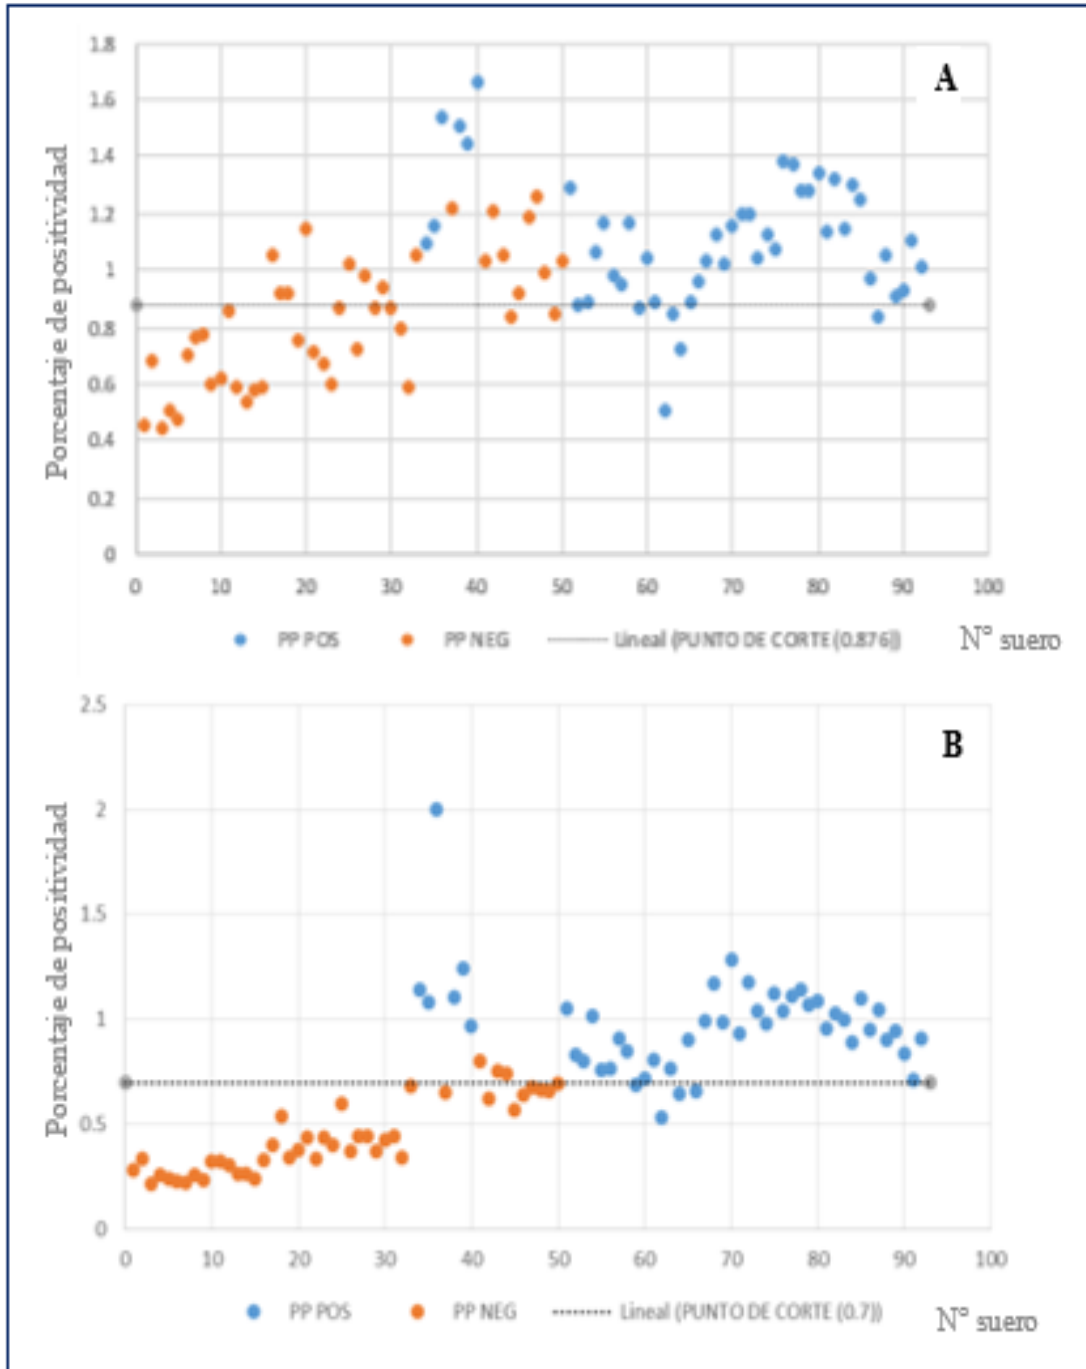 A
Porcentaje de positividad
1.8
1.6
1.4
1.2
1
0.8
0.6
0.4
0.2
0
0 10 20 30 40 50 60 70 80 90 100
PP POS PP NEG Lineal (PUNTO DE CORTE (0.876)) N° suero
B
Porcentaje de positividad
2.5
2
1.5
1
0.5
0
0 10 20 30 40 50 60 70 80 90 100
PP POS PP NEG Lineal (PUNTO DE CORTE (0.7)) N° suero